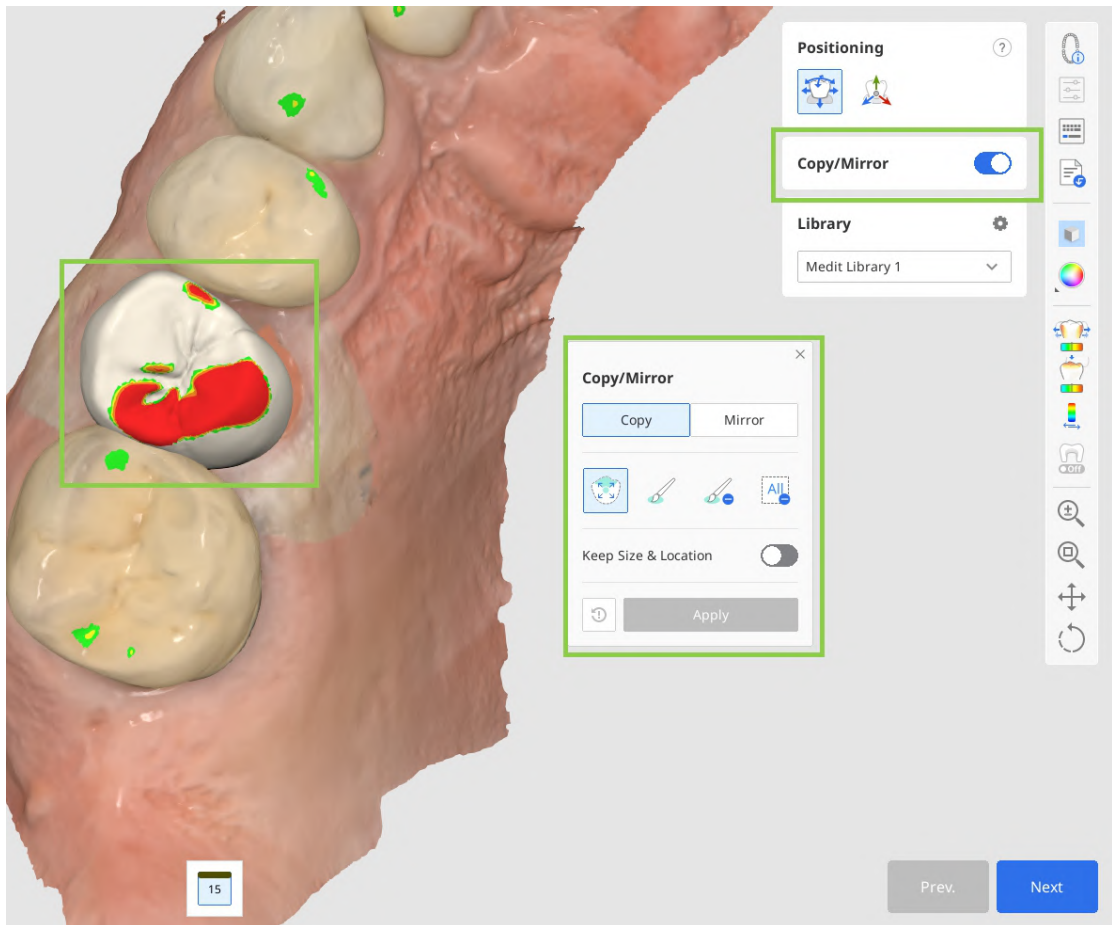 Positioning
?
Copy/Mirror
Library
Medit Library 1
Copy/Mirror
Copy Mirror
All
Keep Size & Location
Apply
Off
15
Prev. Next